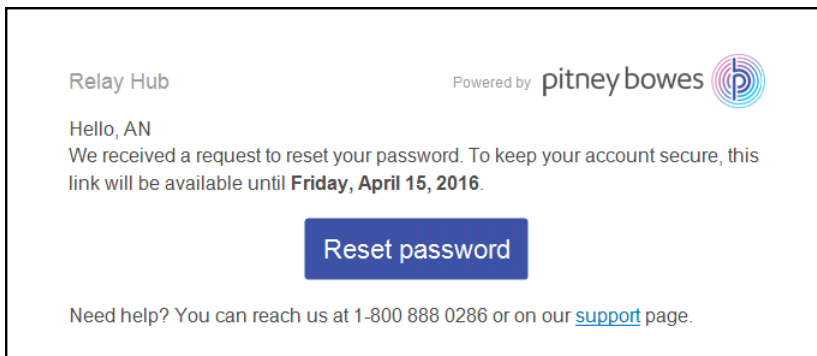 Relay Hub
Powered by pitney bowes
Hello, AN
We received a request to reset your password. To keep your account secure, this
link will be available until Friday, April 15, 2016.
Reset password
Need help? You can reach us at 1-800 888 0286 or on our support page.